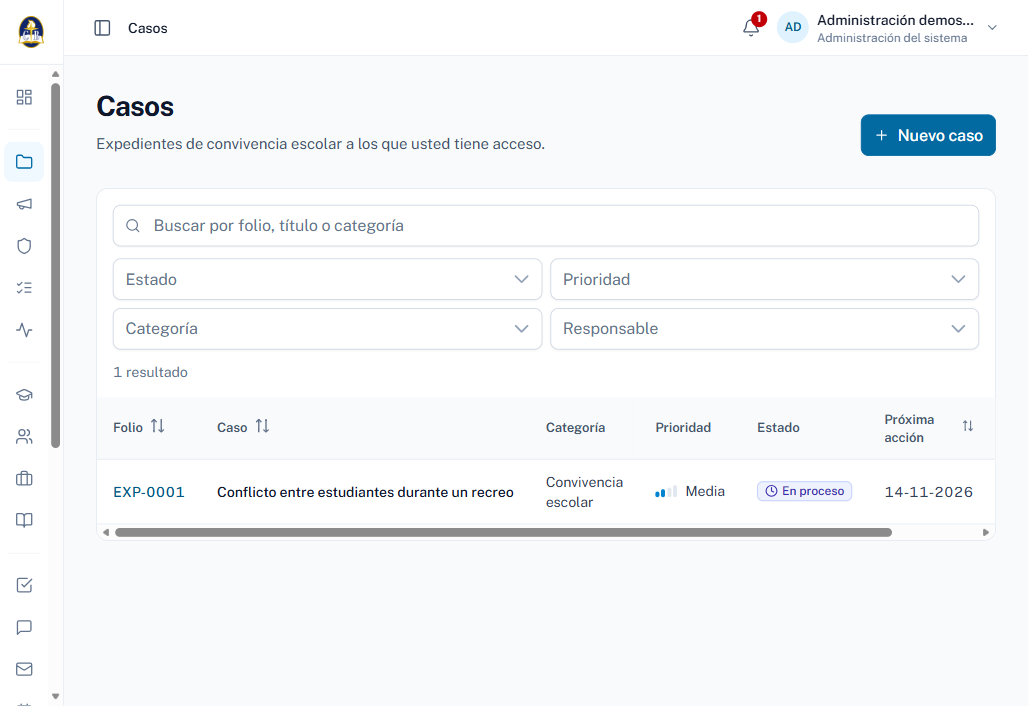 Casos
1
AD
Administración demos...
Administración del sistema
Casos
Expedientes de convivencia escolar a los que usted tiene acceso.
Nuevo caso
Buscar por folio, título o categoría
Estado
Prioridad
Categoría
Responsable
1 resultado
Folio
Caso
Categoría
Prioridad
Estado
Próxima
acción
EXP-0001
Conflicto entre estudiantes durante un recreo
Convivencia
escolar
Media
En proceso
14-11-2026